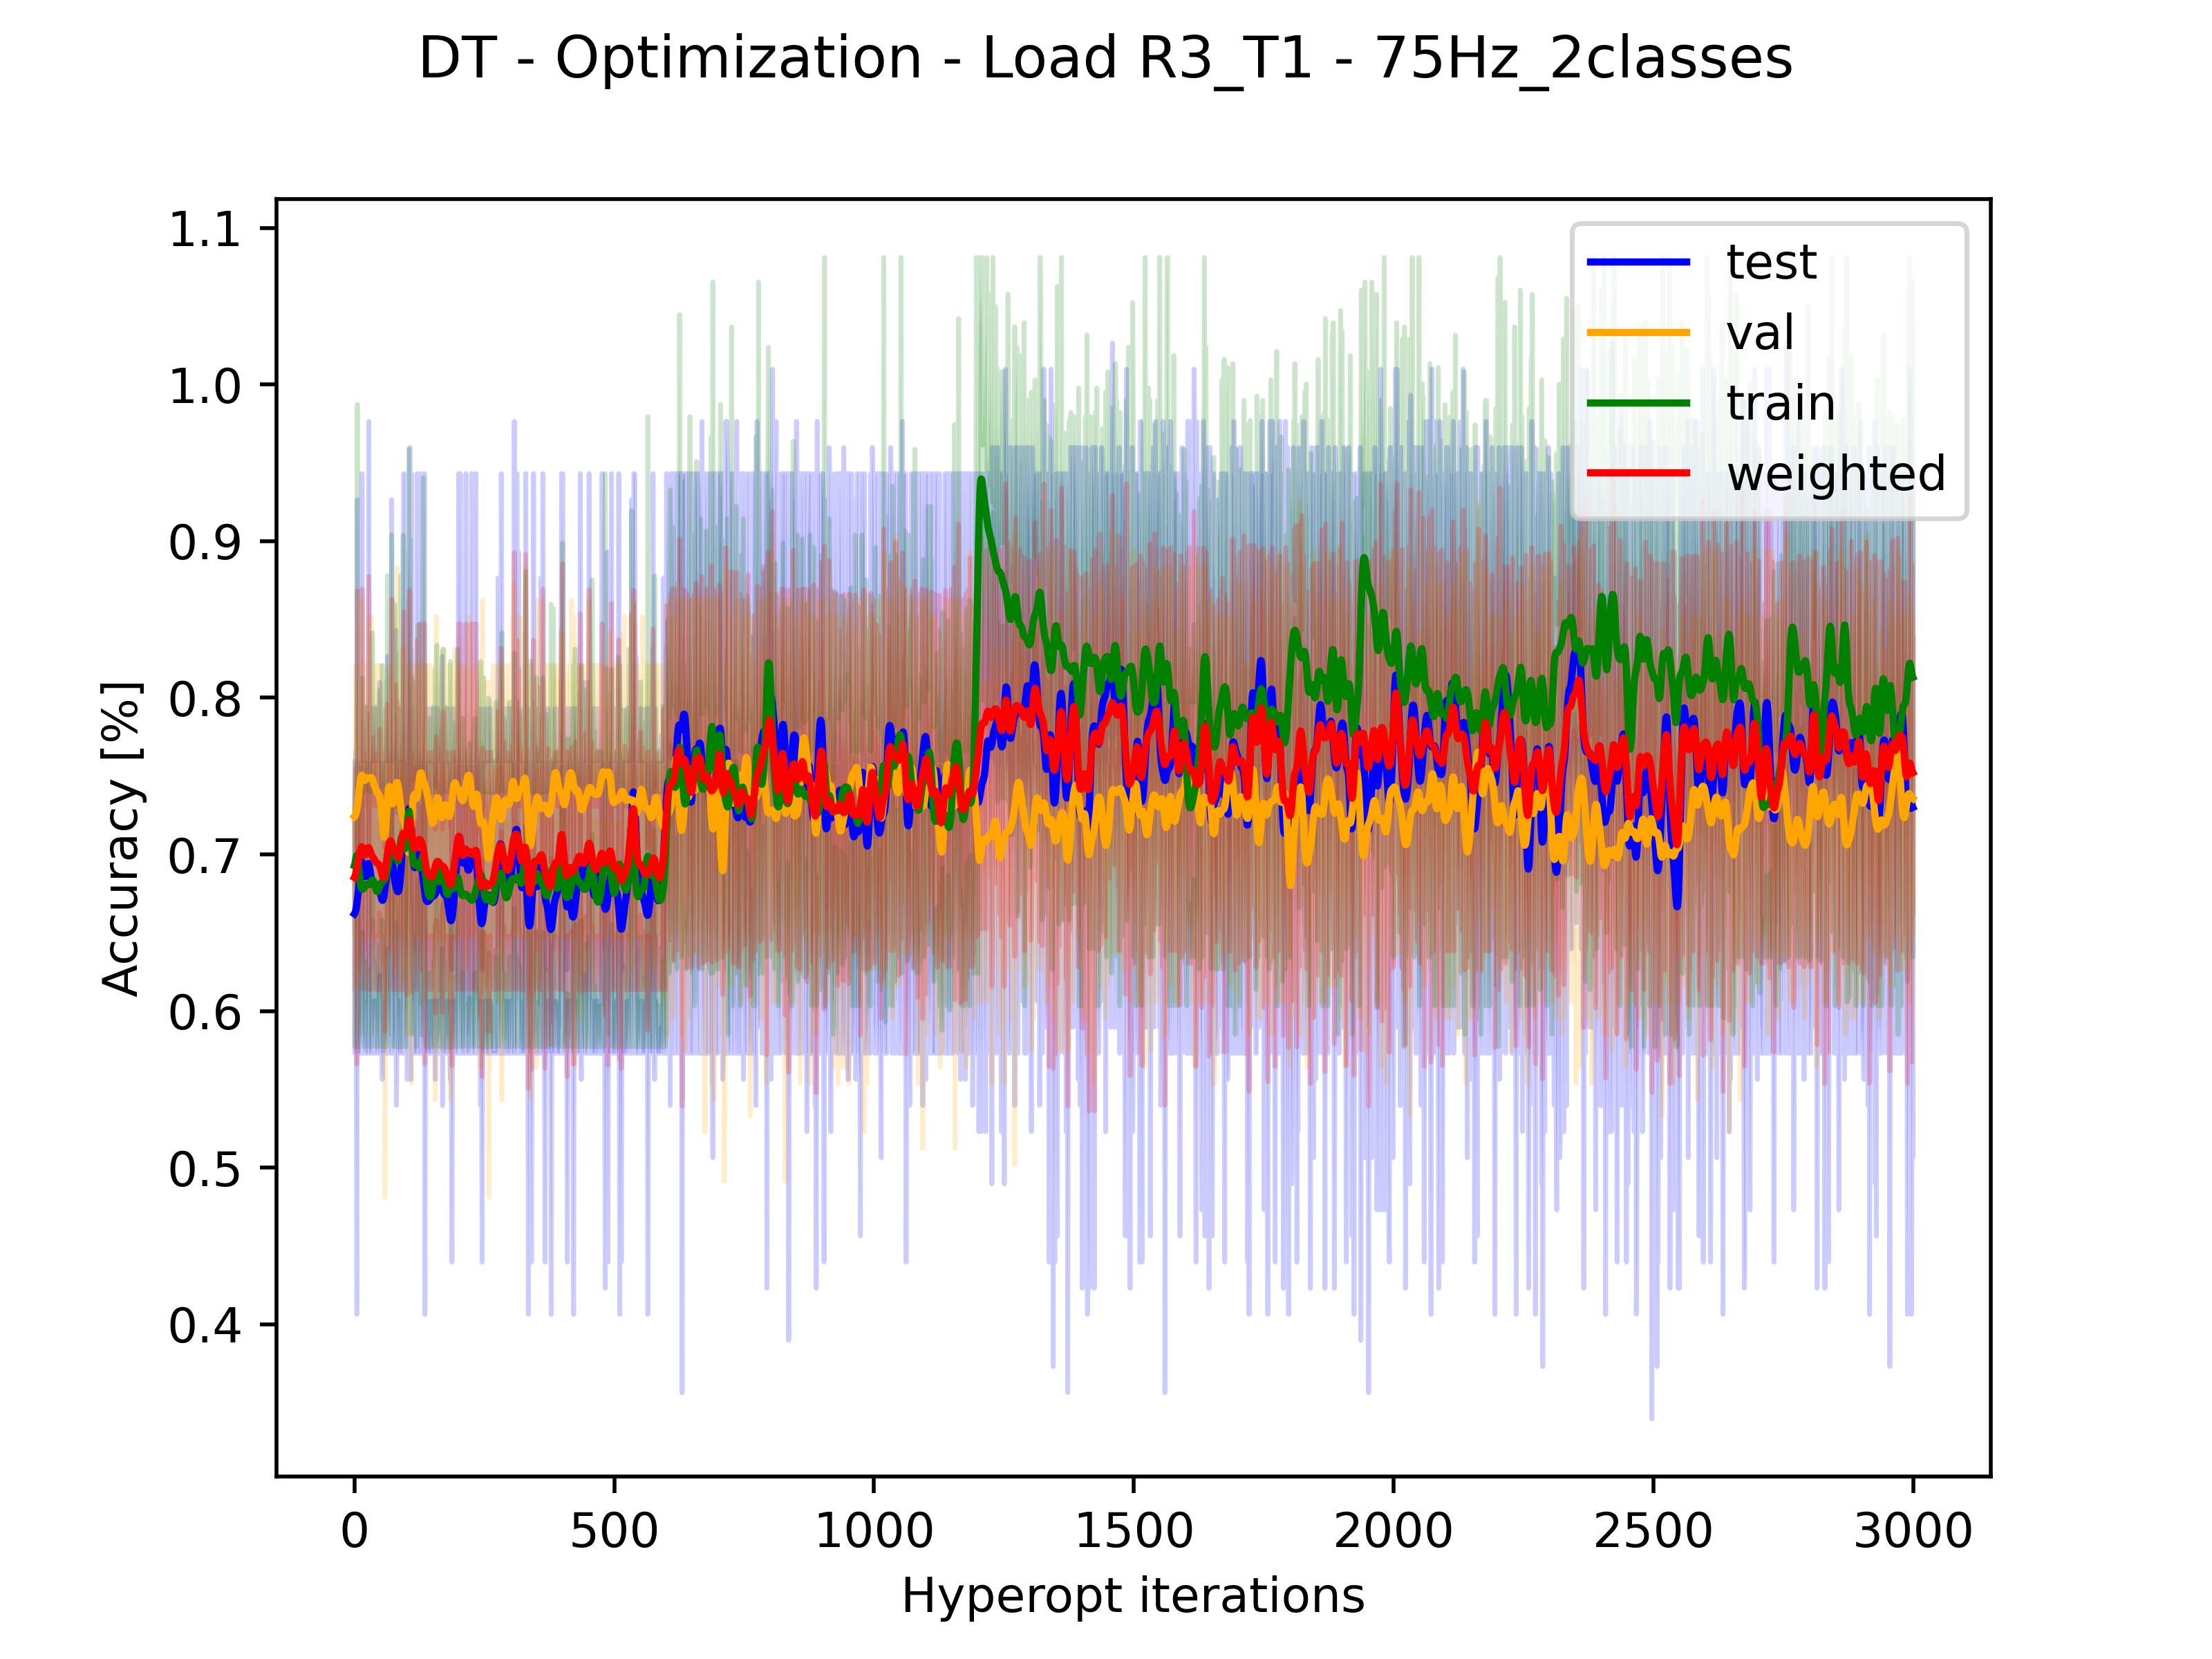 DT - Optimization - Load R3_T1 - 75Hz_2classes
1.1
1.0
0.9
0.8
0.7
0.6
0.5
0.4
Accuracy [%]
test
val
train
weighted
0 500 1000 1500 2000 2500 3000
Hyperopt iterations